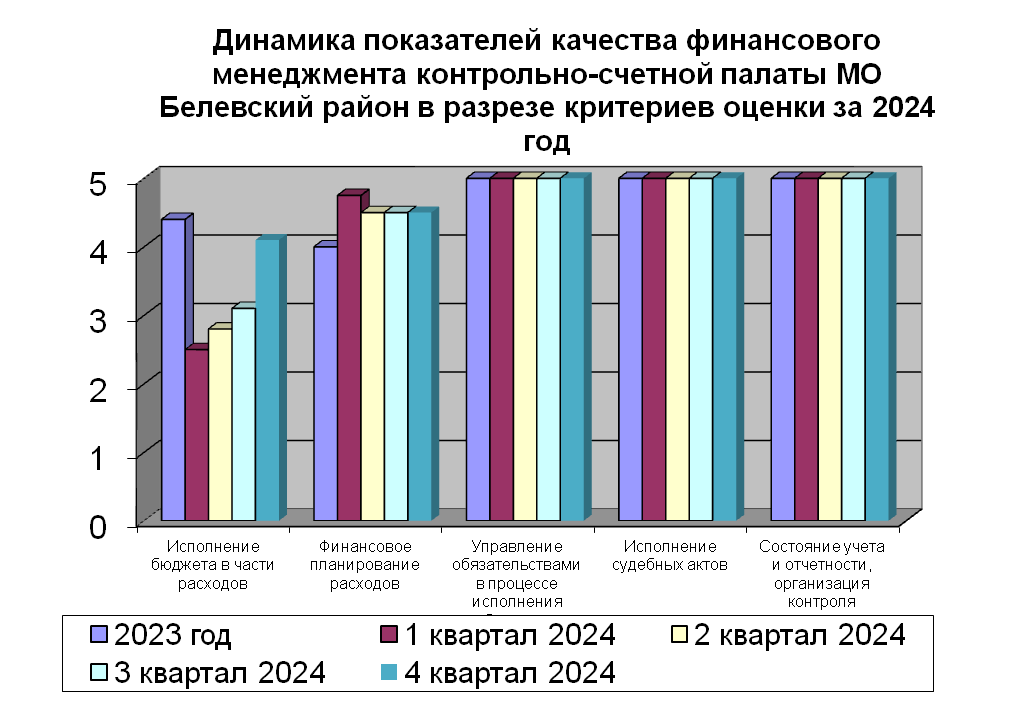 Динамика показателей качества финансового
менеджмента контрольно-счетной палаты МО
Белевский район в разрезе критериев оценки за 2024
год
5
4
3
2
1
0
Исполнение
бюджета в части
расходов
Финансовое
планирование
расходов
Управление
обязательствами
в процессе
исполнения
Исполнение
судебных актов
Состояние учета
и отчетности,
организация
контроля
2023 год
1 квартал 2024
2 квартал 2024
3 квартал 2024
4 квартал 2024